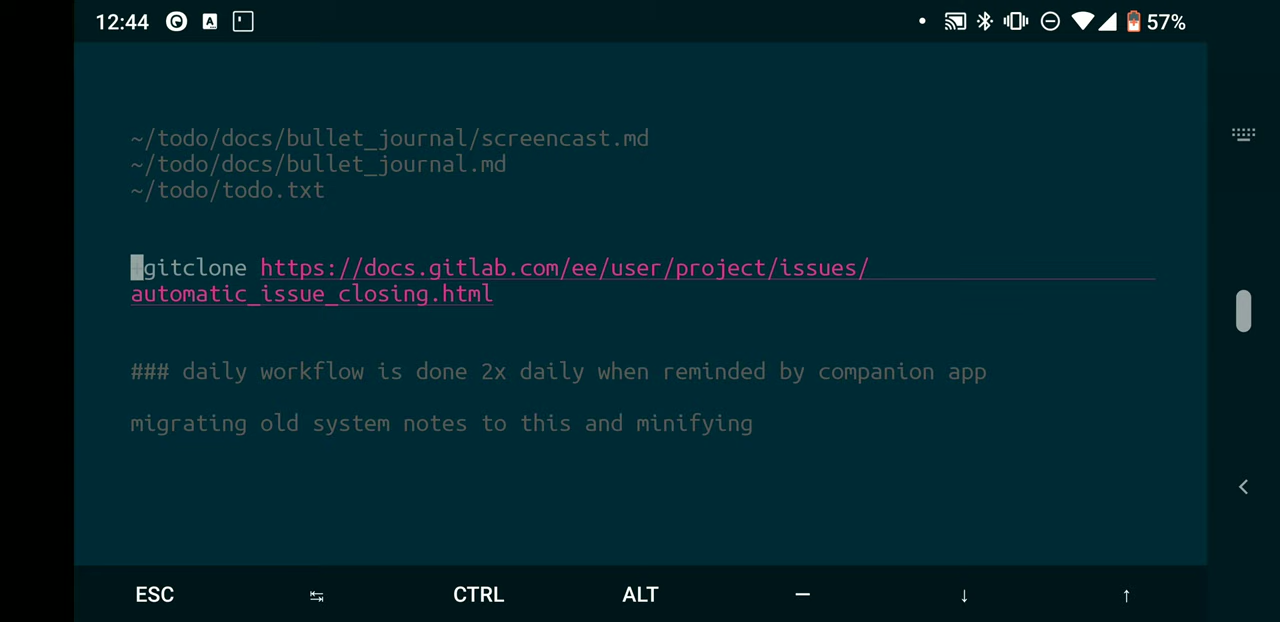 12:44
A
57%
~/todo/docs/bullet_journal/screencast.md
~/todo/docs/bullet_journal.md
~/todo/todo.txt
+gitclone https://docs.gitlab.com/ee/user/project/issues/
automatic_issue_closing.html
### daily workflow is done 2x daily when reminded by companion app
migrating old system notes to this and minifying
ESC ↹ CTRL ALT — ↓ ↑